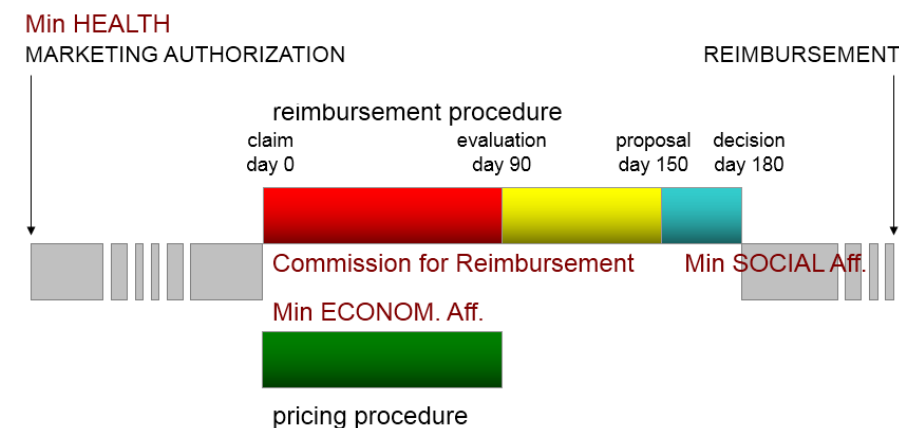 Min HEALTH
MARKETING AUTHORIZATION
REIMBURSEMENT
reimbursement procedure
claim
day 0
evaluation
day 90
proposal
day 150
decision
day 180
Commission for Reimbursement
Min SOCIAL Aff.
Min ECONOM. Aff.
pricing procedure